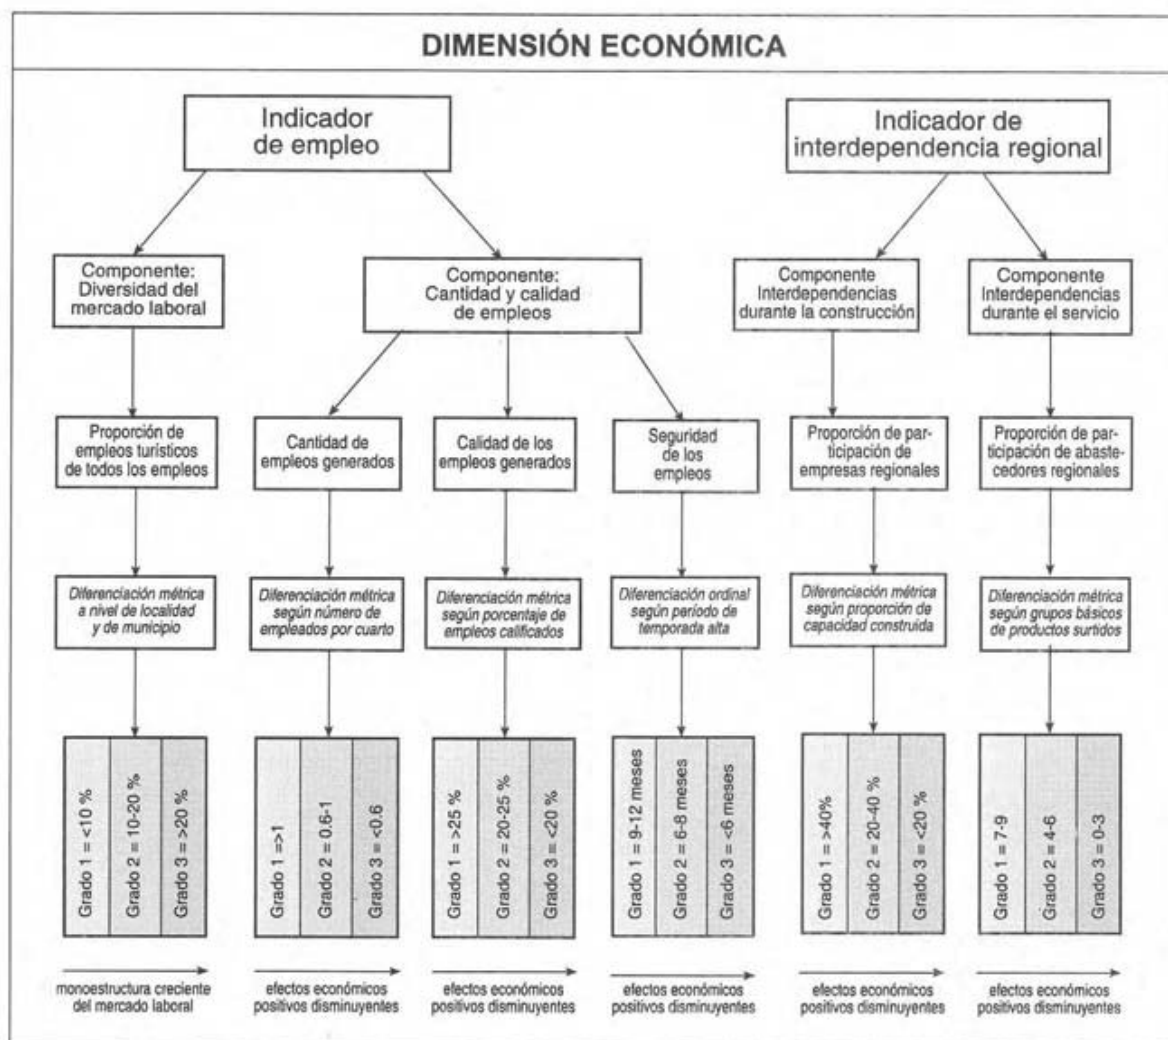 DIMENSIÓN ECONÓMICA
Indicador
de empleo
Indicador de
interdependencia regional
Componente:
Diversidad del
mercado laboral
Componente:
Cantidad y calidad
de empleos
Componente
Interdependencias
durante la construcción
Componente
Interdependencias
durante el servicio
Proporción de
empleos turísticos
de todos los empleos
Cantidad de
empleos generados
Calidad de los
empleos generados
Seguridad
de los
empleos
Proporción de par-
ticipación de
empresas regionales
Proporción de par-
ticipación de abaste-
cedores regionales
Diferenciación métrica
a nivel de localidad
y de municipio
Diferenciación métrica
según número de
empleados por cuarto
Diferenciación métrica
según porcentaje de
empleos calificados
Diferenciación ordinal
según período de
temporada alta
Diferenciación métrica
según proporción de
capacidad construida
Diferenciación métrica
según grupos básicos
de productos surtidos
Grado 1 = <10 %
Grado 2 = 10-20 %
Grado 3 = >20 %
Grado 1 =>1
Grado 2 = 0.6-1
Grado 3 = <0.6
Grado 1 = >25 %
Grado 2 = 20-25 %
Grado 3 = <20 %
Grado 1 = 9-12 meses
Grado 2 = 6-8 meses
Grado 3 = <6 meses
Grado 1 = >40%
Grado 2 = 20-40 %
Grado 3 = <20 %
Grado 1 = 7-9
Grado 2 = 4-6
Grado 3 = 0-3
monoestructura creciente
del mercado laboral
efectos económicos
positivos disminuyentes
efectos económicos
positivos disminuyentes
efectos económicos
positivos disminuyentes
efectos económicos
positivos disminuyentes
efectos económicos
positivos disminuyentes